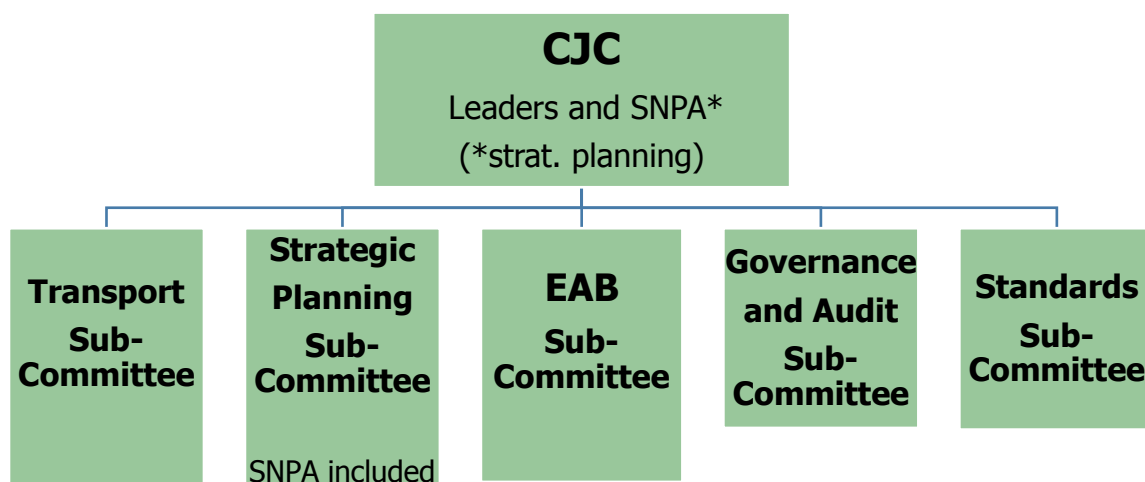 CJC
Leaders and SNPA*
(*strat. planning)
Transport
Sub-
Committee
Strategic
Planning
Sub-
Committee
SNPA included
EAB
Sub-
Committee
Governance
and Audit
Sub-
Committee
Standards
Sub-
Committee